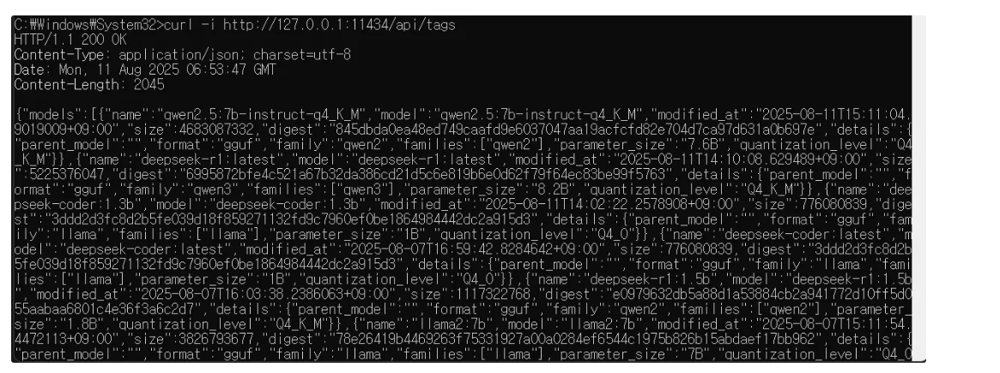 C:₩Windows₩System32>curl -i http://127.0.0.1:11434/api/tags
HTTP/1.1 200 OK
Content-Type: application/json; charset=utf-8
Date: Mon, 11 Aug 2025 06:53:47 GMT
Content-Length: 2045
{"models":[{"name":"qwen2.5:7b-instruct-q4_K_M","model":"qwen2.5:7b-instruct-q4_K_M","modified_at":"2025-08-11T15:11:04.
9019009+09:00","size":4683087332,"digest":"845dbda0ea48ed749caafd9e6037047aa19acfcfd82e704d7ca97d631a0b697e","details":{
"parent_model":"","format":"gguf","family":"qwen2","families":["qwen2"],"parameter_size":"7.6B","quantization_level":"Q4
_K_M"}},{"name":"deepseek-r1:latest","model":"deepseek-r1:latest","modified_at":"2025-08-11T14:10:08.629489+09:00","size
":5225376047,"digest":"6995872bfe4c521a67b32da386cd21d5c6e819b6e0d62f79f64ec83be99f5763","details":{"parent_model":"","f
ormat":"gguf","family":"qwen3","families":["qwen3"],"parameter_size":"8.2B","quantization_level":"Q4_K_M"}},{"name":"dee
pseek-coder:1.3b","model":"deepseek-coder:1.3b","modified_at":"2025-08-11T14:02:22.2578908+09:00","size":776080839,"dige
st":"3ddd2d3fc8d2b5fe039d18f859271132fd9c7960ef0be1864984442dc2a915d3","details":{"parent_model":"","format":"gguf","fam
ily":"llama","families":["llama"],"parameter_size":"1B","quantization_level":"Q4_0"}},{"name":"deepseek-coder:latest","m
odel":"deepseek-coder:latest","modified_at":"2025-08-07T16:59:42.8284642+09:00","size":776080839,"digest":"3ddd2d3fc8d2b
5fe039d18f859271132fd9c7960ef0be1864984442dc2a915d3","details":{"parent_model":"","format":"gguf","family":"llama","fami
lies":["llama"],"parameter_size":"1B","quantization_level":"Q4_0"}},{"name":"deepseek-r1:1.5b","model":"deepseek-r1:1.5b
","modified_at":"2025-08-07T16:03:38.2386063+09:00","size":1117322768,"digest":"e0979632db5a88d1a53884cb2a941772d10ff5d0
55aabaa6801c4e36f3a6c2d7","details":{"parent_model":"","format":"gguf","family":"qwen2","families":["qwen2"],"parameter_
size":"1.8B","quantization_level":"Q4_K_M"}},{"name":"llama2:7b","model":"llama2:7b","modified_at":"2025-08-07T15:11:54.
4472113+09:00","size":3826793677,"digest":"78e26419b4469263f75331927a00a0284ef6544c1975b826b15abdaef17bb962","details":{
"parent_model":"","format":"gguf","family":"llama","families":["llama"],"parameter_size":"7B","quantization_level":"Q4_0